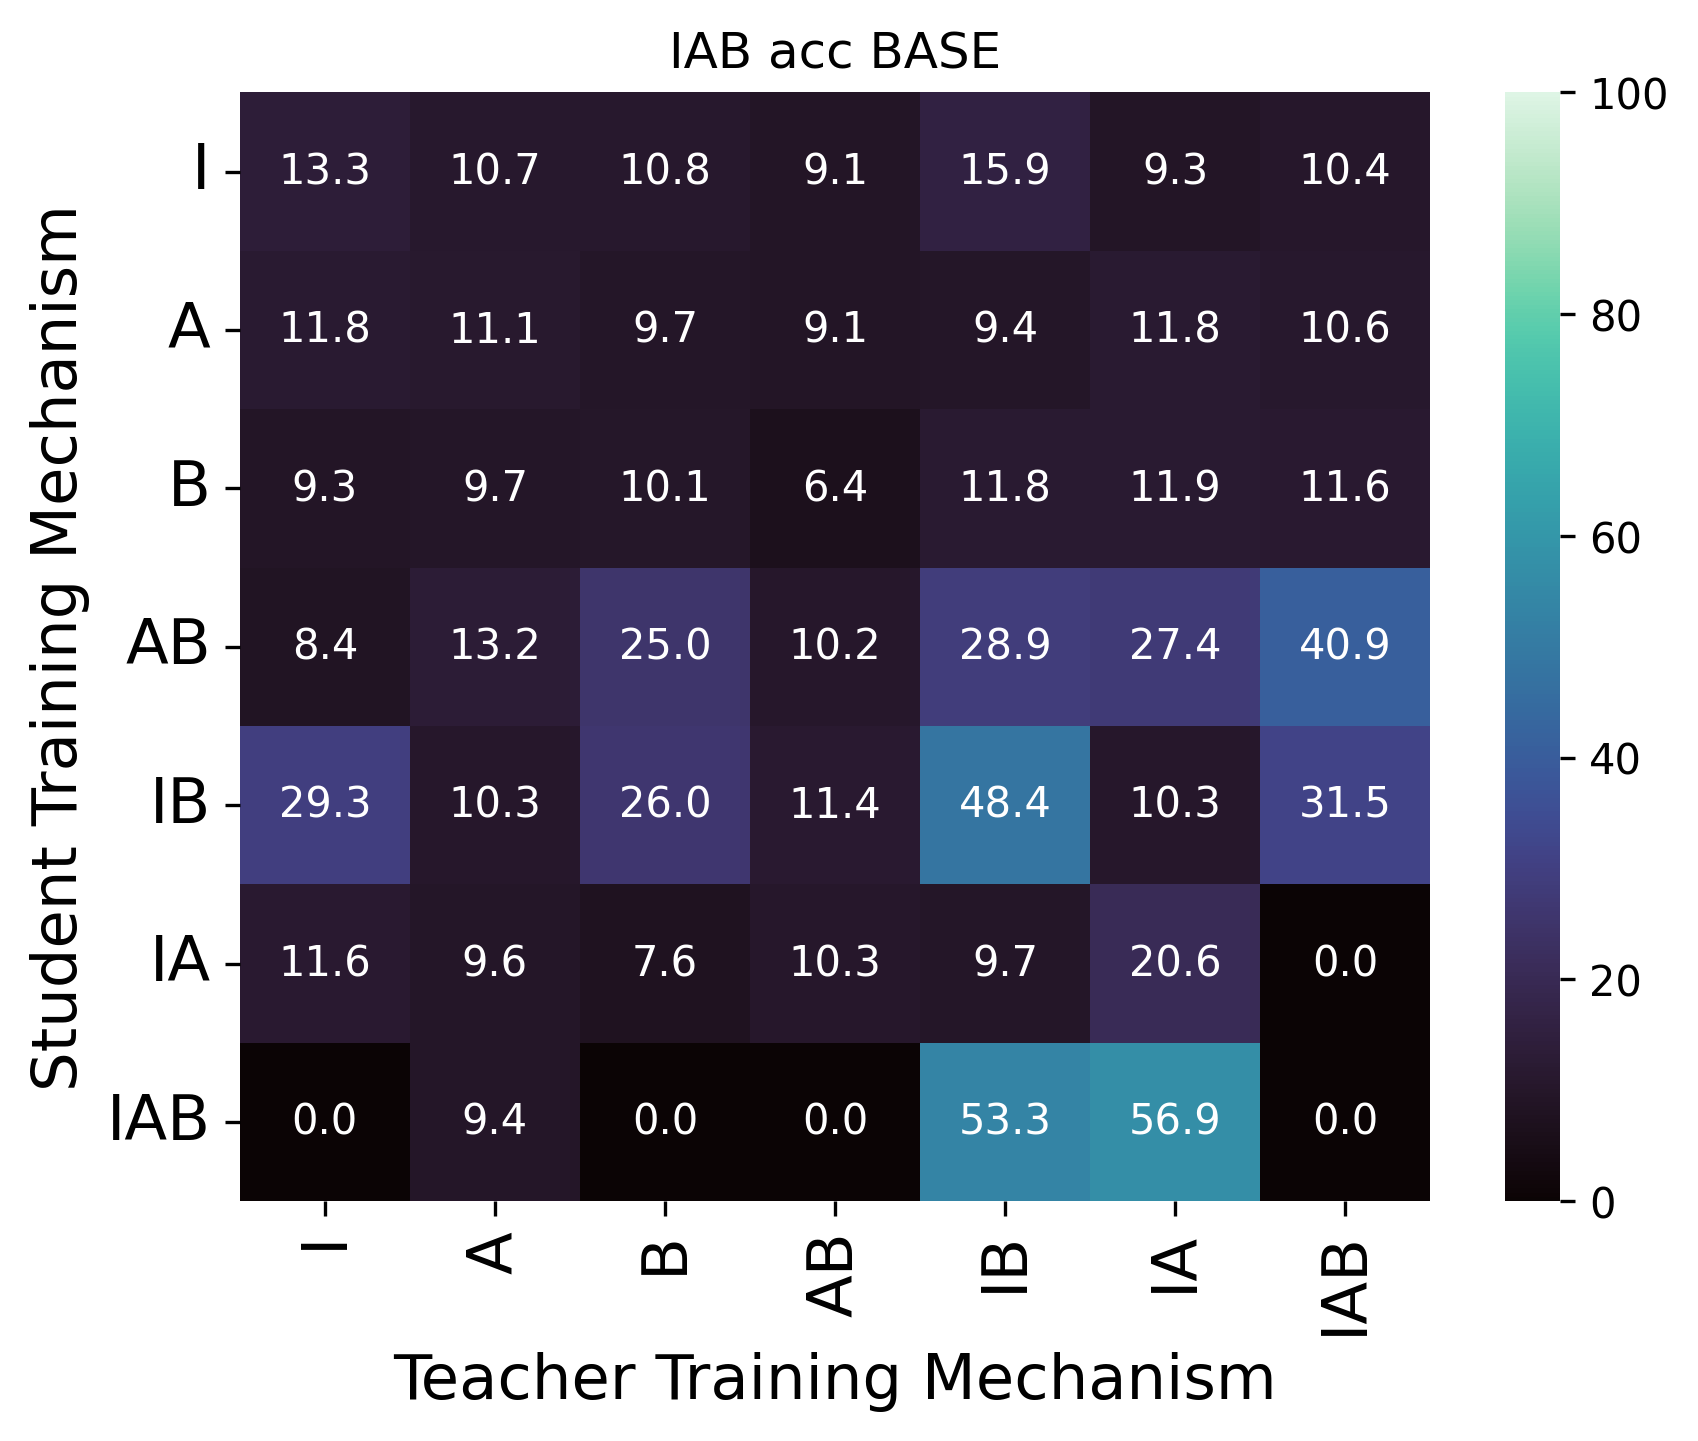 IAB acc BASE
Student Training Mechanism
I 13.3 10.7 10.8 9.1 15.9 9.3 10.4
A 11.8 11.1 9.7 9.1 9.4 11.8 10.6
B 9.3 9.7 10.1 6.4 11.8 11.9 11.6
AB 8.4 13.2 25.0 10.2 28.9 27.4 40.9
IB 29.3 10.3 26.0 11.4 48.4 10.3 31.5
IA 11.6 9.6 7.6 10.3 9.7 20.6 0.0
IAB 0.0 9.4 0.0 0.0 53.3 56.9 0.0
I A B AB IB IA IAB
Teacher Training Mechanism
100
80
60
40
20
0